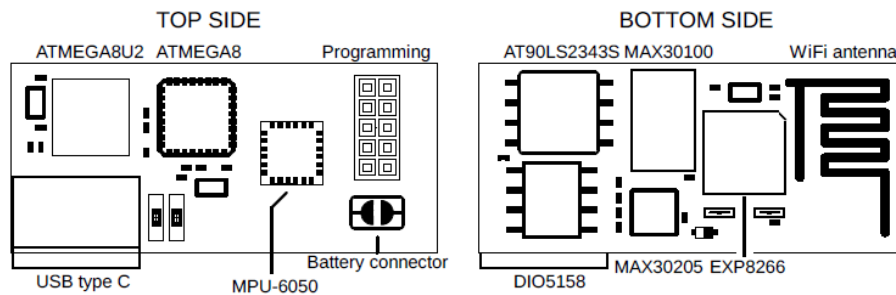 TOP SIDE
BOTTOM SIDE
ATMEGA8U2 ATMEGA8 Programming
AT90LS2343S MAX30100 WiFi antenna
Battery connector
USB type C
MPU-6050
DIO5158
MAX30205 EXP8266